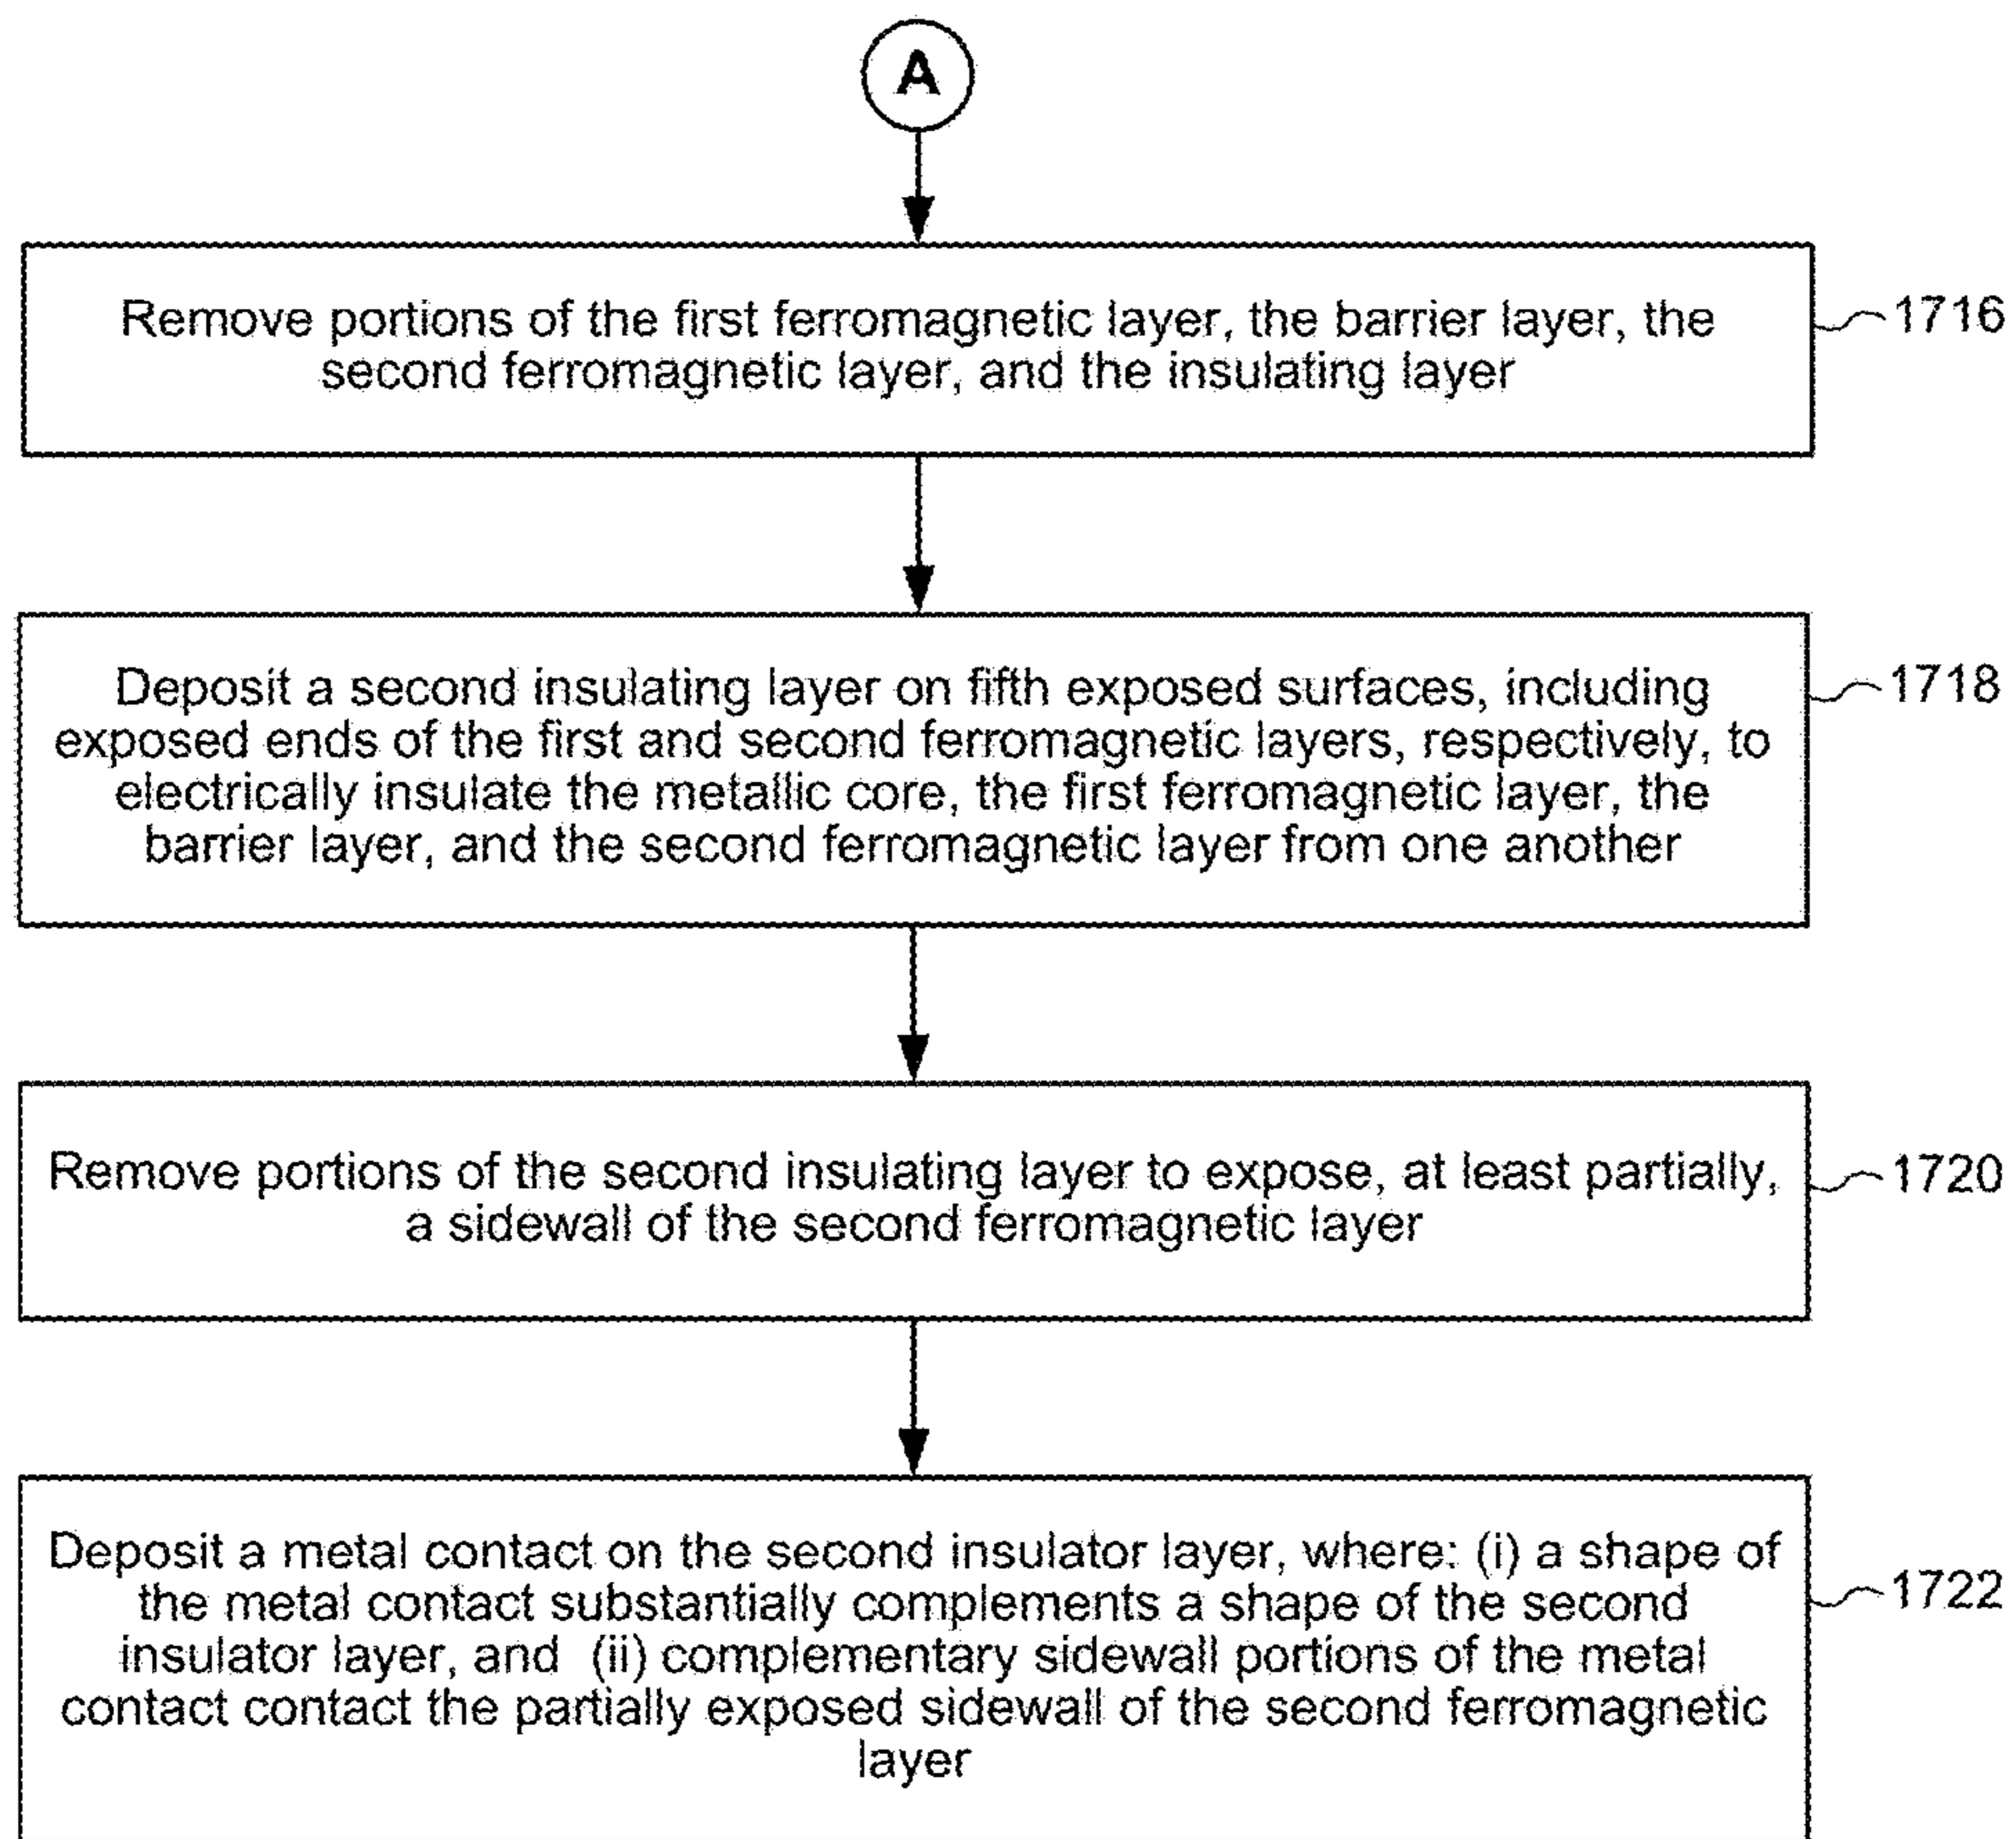 A
Remove portions of the first ferromagnetic layer, the barrier layer, the
second ferromagnetic layer, and the insulating layer
1716
Deposit a second insulating layer on fifth exposed surfaces, including
exposed ends of the first and second ferromagnetic layers, respectively, to
electrically insulate the metallic core, the first ferromagnetic layer, the
barrier layer, and the second ferromagnetic layer from one another
1718
Remove portions of the second insulating layer to expose, at least partially,
a sidewall of the second ferromagnetic layer
1720
Deposit a metal contact on the second insulator layer, where: (i) a shape of
the metal contact substantially complements a shape of the second
insulator layer, and (ii) complementary sidewall portions of the metal
contact contact the partially exposed sidewall of the second ferromagnetic
layer
1722